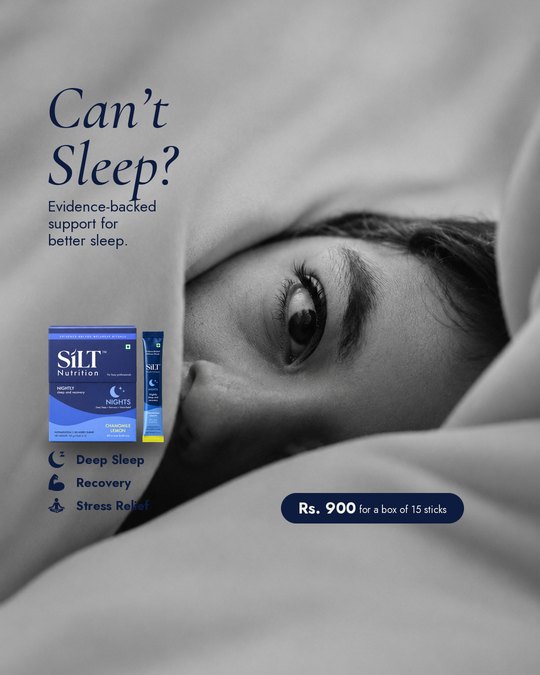 Can't
Sleep?
Evidence-backed
support for
better sleep.
SiLT™
Nutrition
NIGHTLY
sleep and recovery
NIGHTS
CHAMOMILE
LEMON
SiLT
Deep Sleep
Recovery
Stress Relief
Rs. 900 for a box of 15 sticks